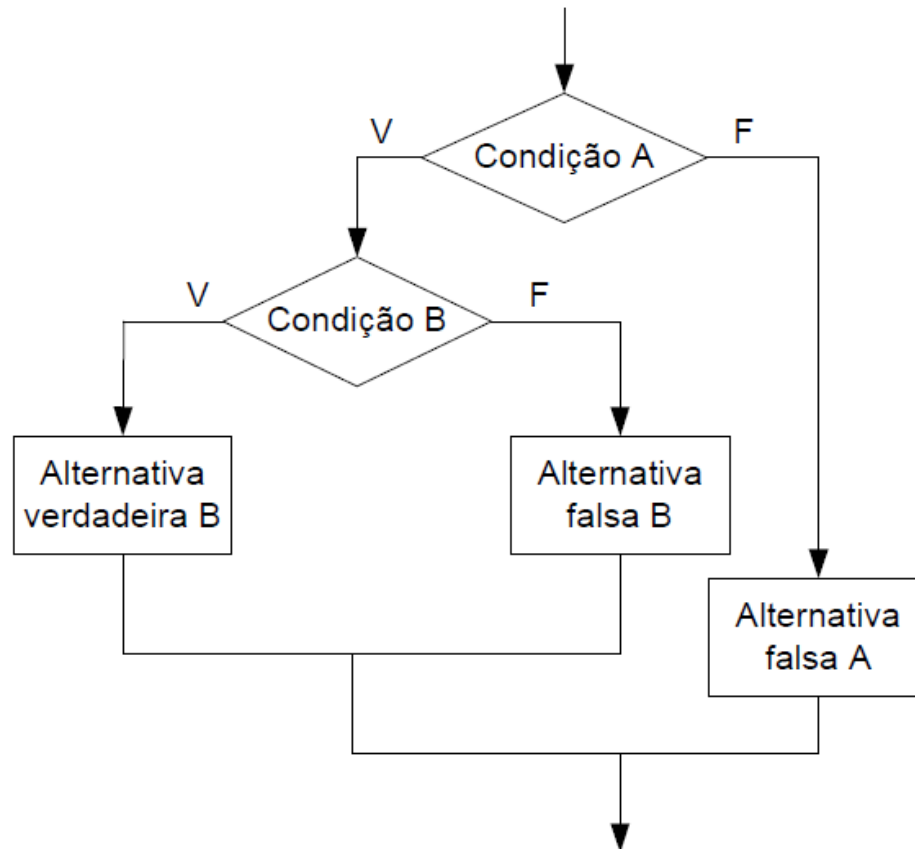 V
F
Condição A
V
F
Condição B
Alternativa
verdadeira B
Alternativa
falsa B
Alternativa
falsa A